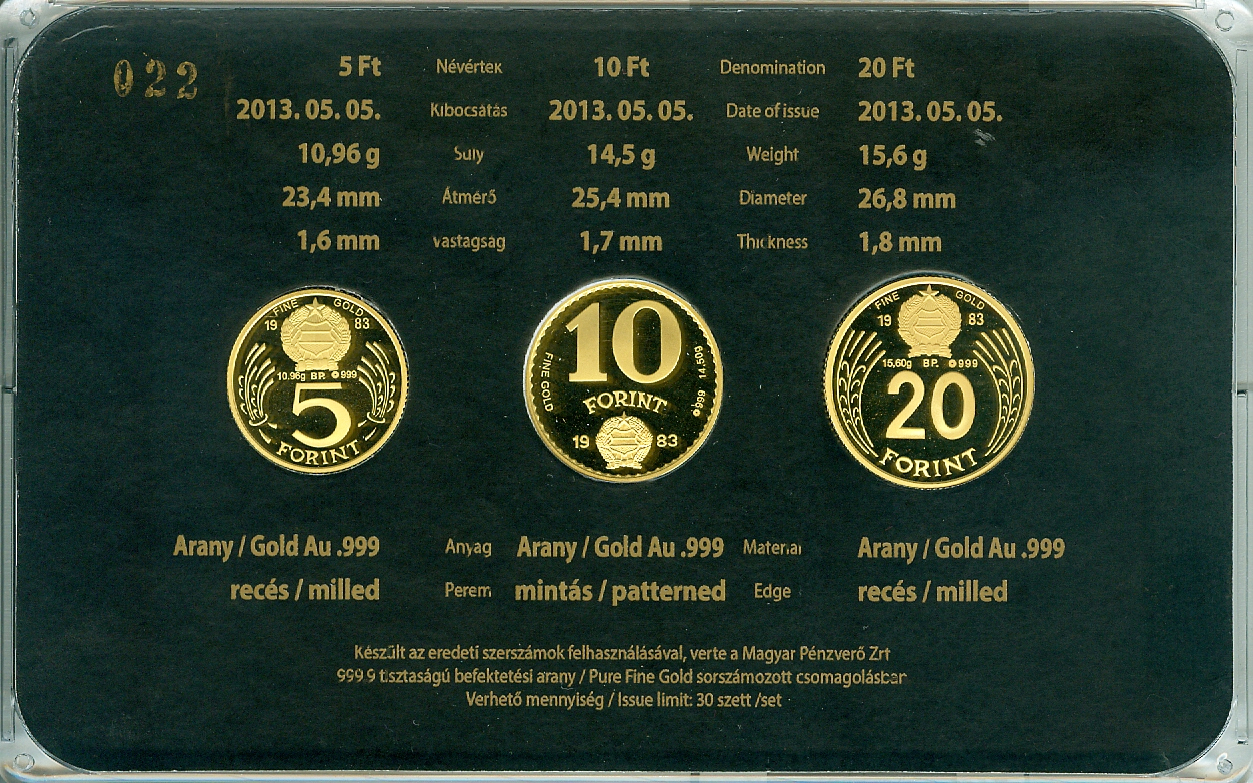 022
5 Ft Névértek 10 Ft Denomination 20 Ft
2013. 05. 05. Kibocsátás 2013. 05. 05. Date of issue 2013. 05. 05.
10,96 g Suly 14,5 g Weight 15,6 g
23,4 mm Átmérő 25,4 mm Diameter 26,8 mm
1,6 mm vastagság 1,7 mm Thickness 1,8 mm
FINE GOLD
1983
10.96g BP. 999
5
FORINT
10
FINE GOLD
999 14,50g
FORINT
1983
FINE GOLD
1983
15,60g BP. 999
20
FORINT
Arany / Gold Au .999 Anyag Arany / Gold Au .999 Material Arany / Gold Au .999
recés / milled Perem mintás / patterned Edge recés / milled
Készült az eredeti szerszámok felhasználásával, verte a Magyar Pénzverő Zrt
999.9 tisztaságú befektetési arany / Pure Fine Gold sorszámozott csomagolásban
Verhető mennyiség / Issue limit: 30 szett /set